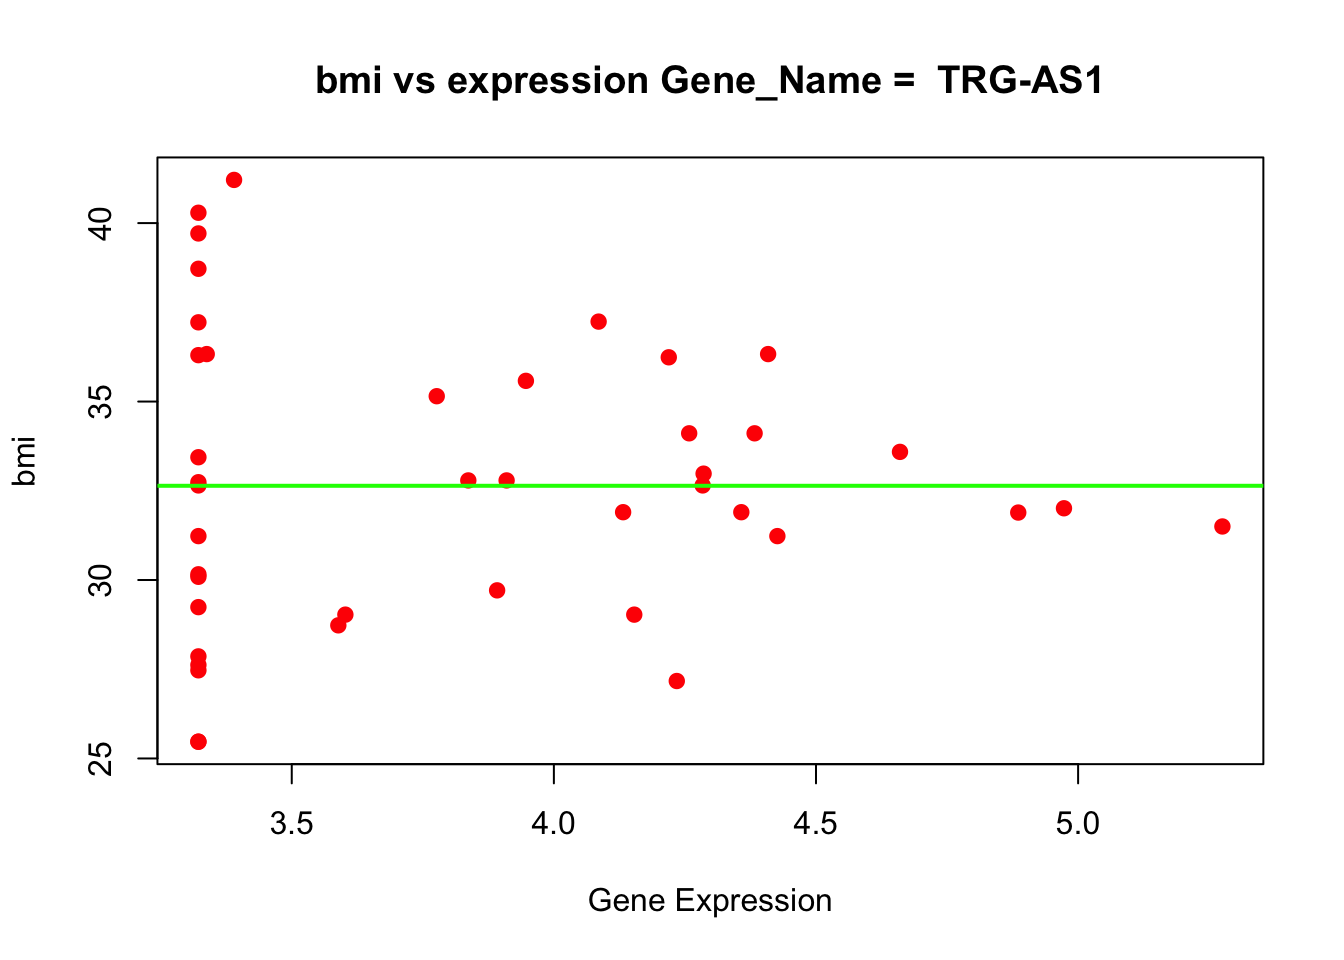 bmi vs expression Gene_Name =  TRG-AS1
40
35
30
25
bmi
3.5 4.0 4.5 5.0
Gene Expression